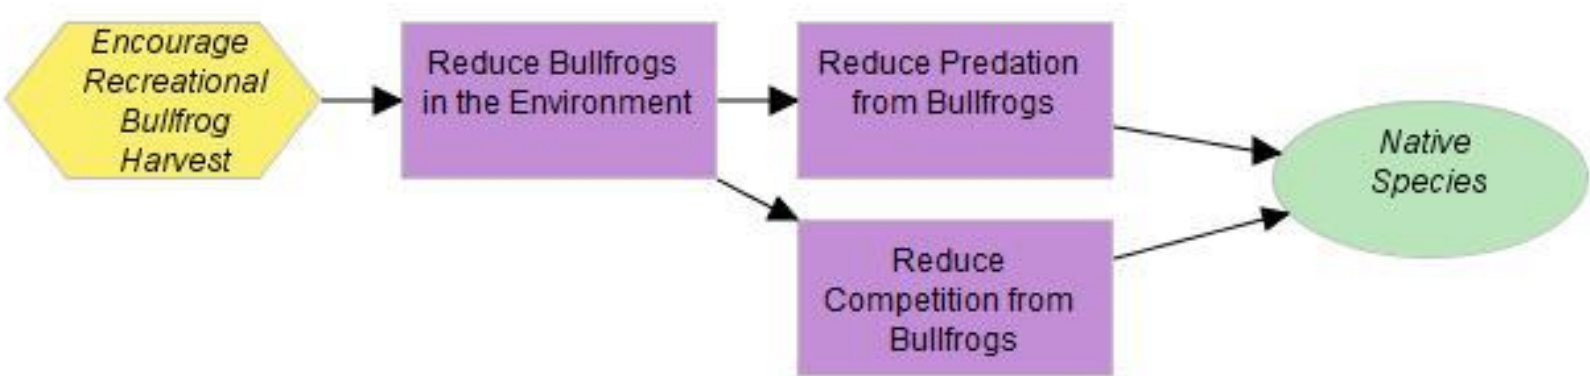 Encourage
Recreational
Bullfrog
Harvest
Reduce Bullfrogs
in the Environment
Reduce Predation
from Bullfrogs
Reduce
Competition from
Bullfrogs
Native
Species